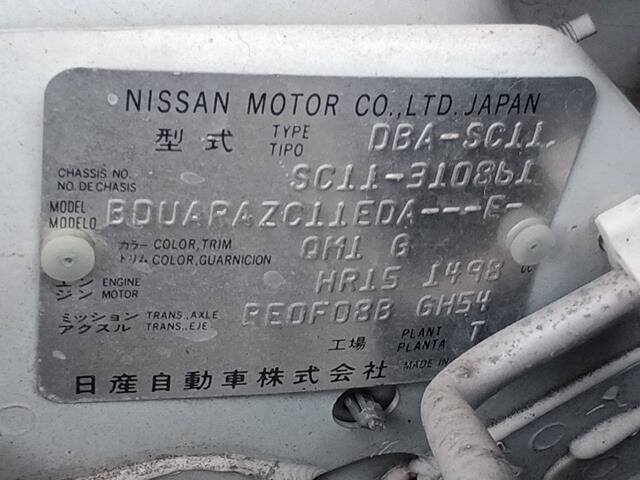 NISSAN MOTOR CO.,LTD. JAPAN
型式 TYPE TIPO DBA-SC11
CHASSIS NO. NO. DE CHASIS SC11-310861
MODEL MODELO BDUARAZC11EDA---E-
カラー トリム COLOR, TRIM COLOR, GUARNICION QM1 G
エンジン ENGINE MOTOR HR15 1498 cc
ミッション アクスル TRANS., AXLE TRANS., EJE RE0F08B GH54
工場 PLANT PLANTA T
日産自動車株式会社 MADE IN